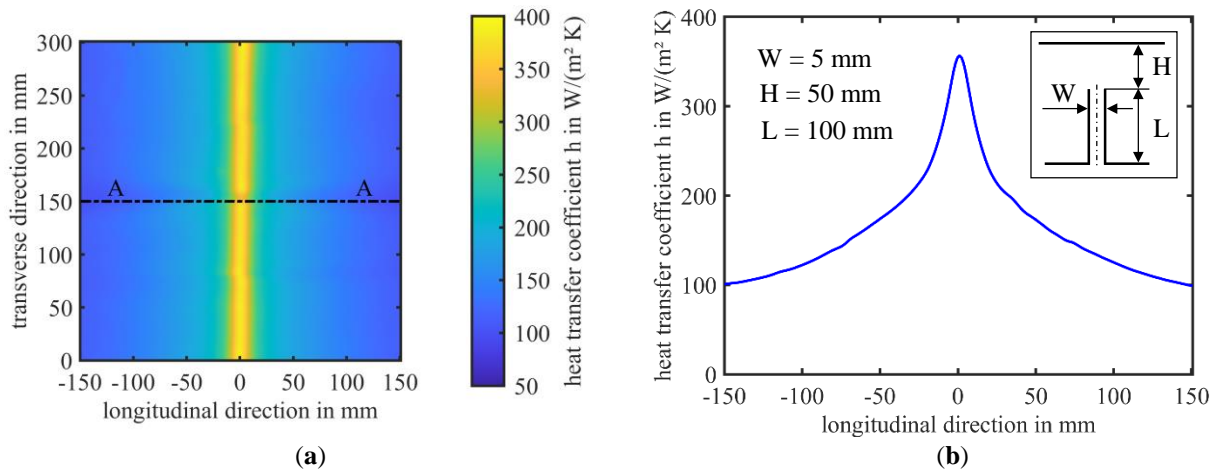 (a)
300
250
200
150
100
50
0
transverse direction in mm
A A
-150 -100 -50 0 50 100 150
longitudinal direction in mm
400
350
300
250
200
150
100
50
heat transfer coefficient h in W/(m² K)
(a)
(b)
400
300
200
100
0
heat transfer coefficient h in W/(m² K)
W = 5 mm
H = 50 mm
L = 100 mm
H
W
L
-150 -100 -50 0 50 100 150
longitudinal direction in mm
(b)